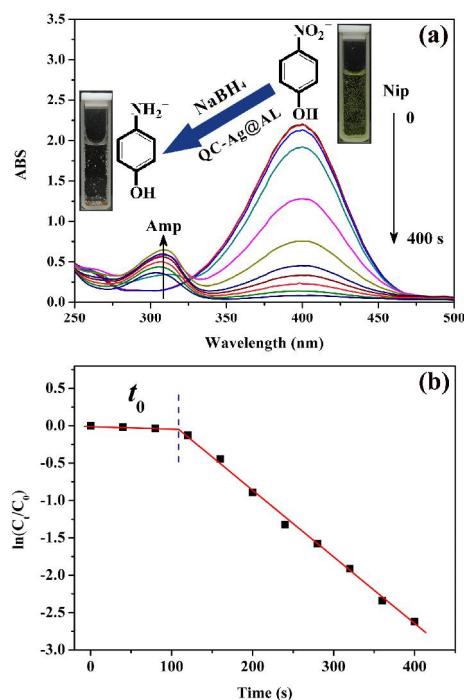 (a)
NO₂⁻
OH
Nip
0
400 s
NaBH₄
QC-Ag@AL
NH₂⁻
OH
Amp
ABS
3.5
3.0
2.5
2.0
1.5
1.0
0.5
0.0
250 300 350 400 450 500
Wavelength (nm)
(b)
t₀
ln(Cₜ/C₀)
0.5
0.0
-0.5
-1.0
-1.5
-2.0
-2.5
-3.0
0 100 200 300 400
Time (s)